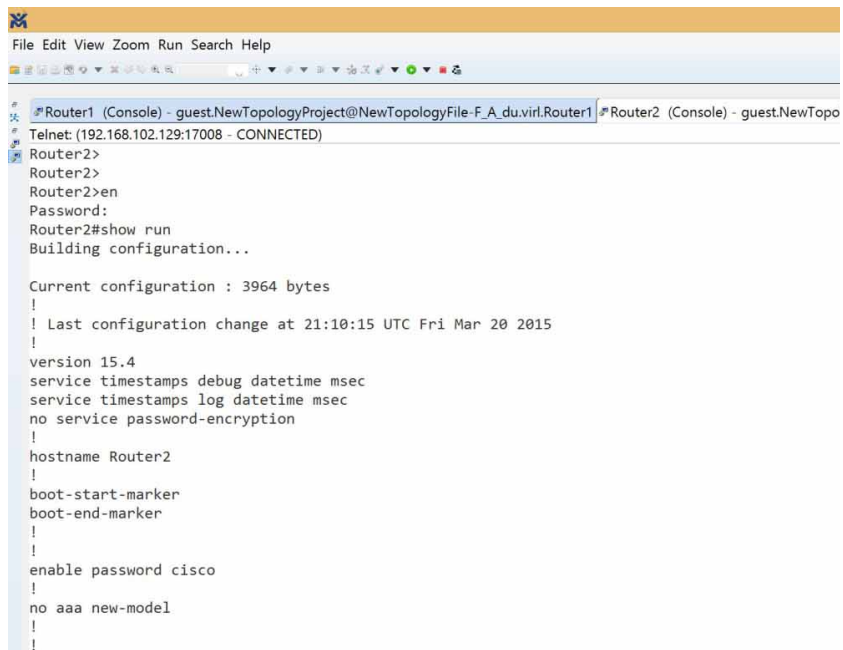 File Edit View Zoom Run Search Help
Router1 (Console) - guest.NewTopologyProject@NewTopologyFile-F_A_du.virl.Router1 Router2 (Console) - guest.NewTopo
Telnet: (192.168.102.129:17008 - CONNECTED)
Router2>
Router2>
Router2>en
Password:
Router2#show run
Building configuration...

Current configuration : 3964 bytes
!
! Last configuration change at 21:10:15 UTC Fri Mar 20 2015
!
version 15.4
service timestamps debug datetime msec
service timestamps log datetime msec
no service password-encryption
!
hostname Router2
!
boot-start-marker
boot-end-marker
!
!
enable password cisco
!
no aaa new-model
!
!